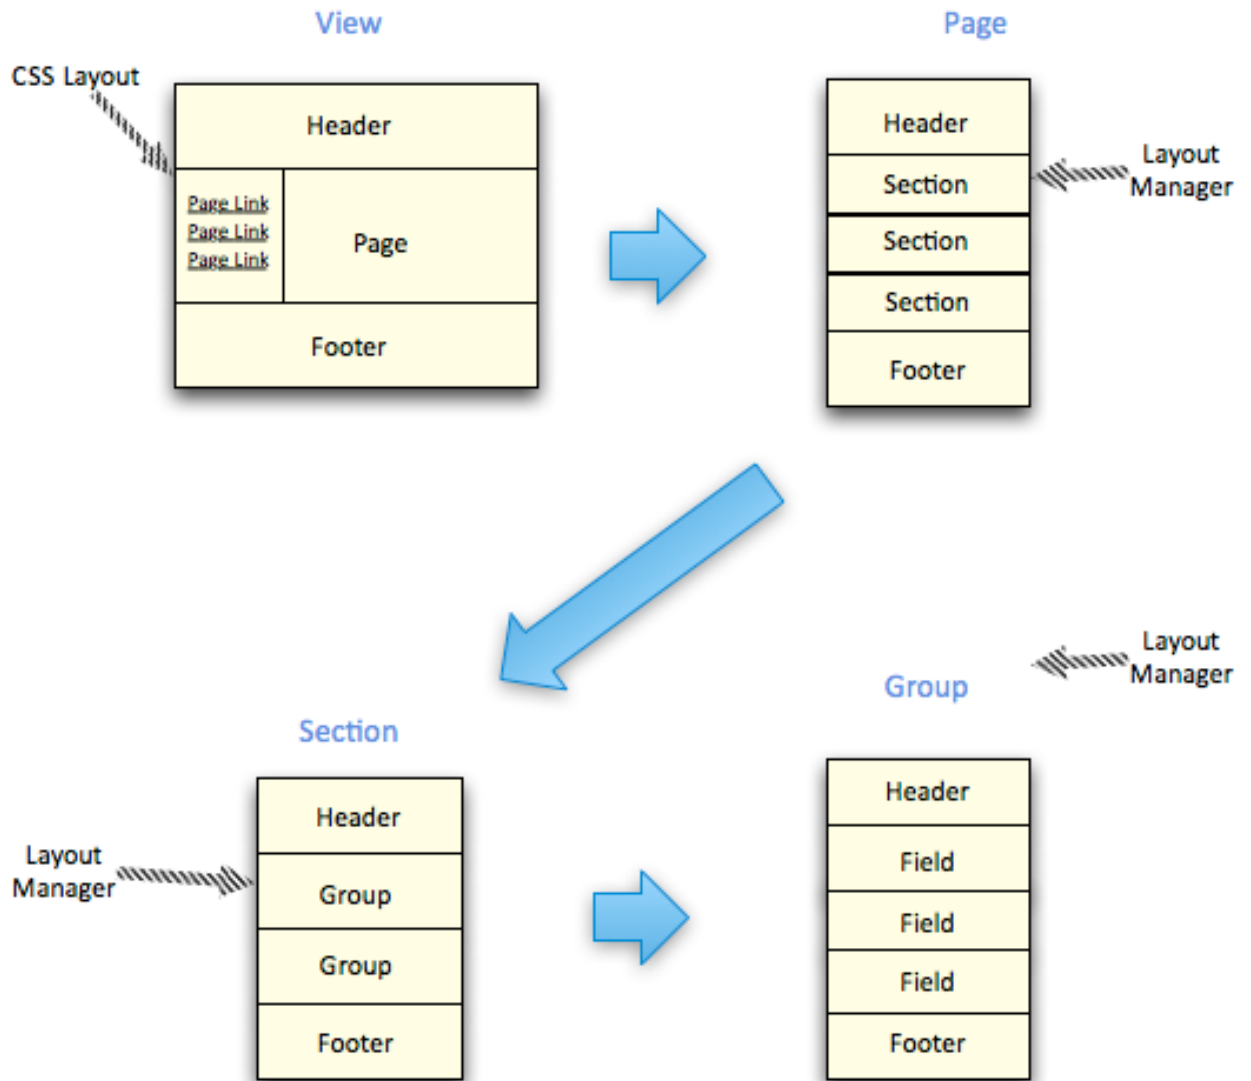 View
CSS Layout
Header
Page Link
Page Link
Page Link
Page
Footer
Page
Header
Section
Section
Section
Footer
Layout
Manager
Section
Layout
Manager
Header
Group
Group
Footer
Group
Layout
Manager
Header
Field
Field
Field
Footer